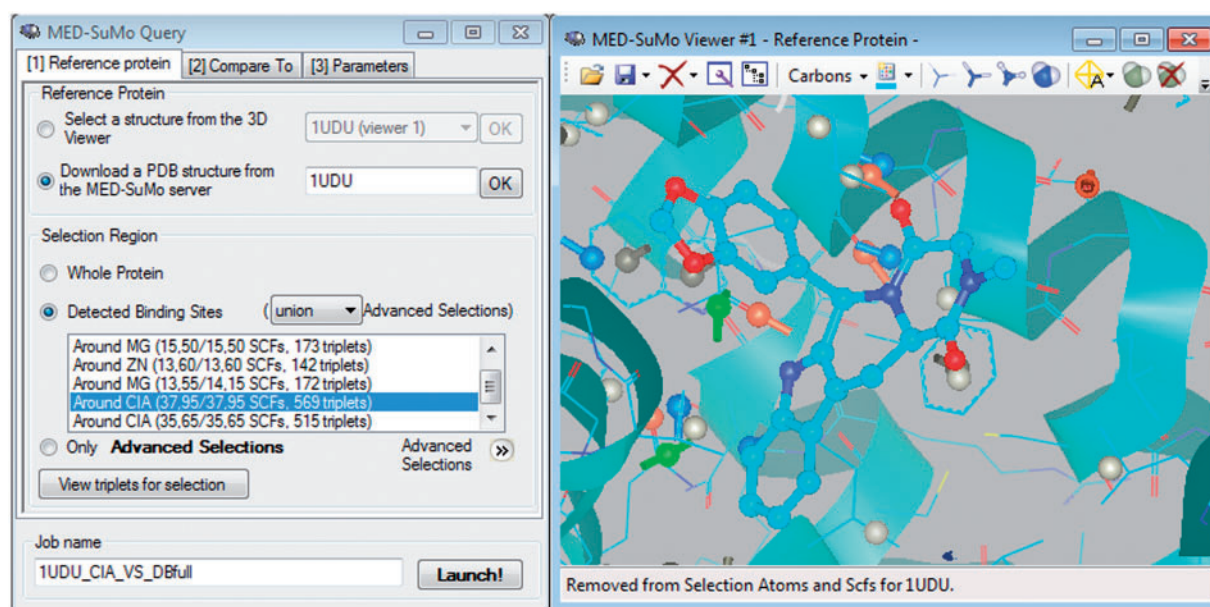 MED-SuMo Query
[1] Reference protein [2] Compare To [3] Parameters
Reference Protein
Select a structure from the 3D
Viewer
1UDU (viewer 1)
OK
Download a PDB structure from
the MED-SuMo server
1UDU
OK
Selection Region
Whole Protein
Detected Binding Sites ( union Advanced Selections)
Around MG (15,50/15,50 SCFs, 173 triplets)
Around ZN (13,60/13,60 SCFs, 142 triplets)
Around MG (13,55/14,15 SCFs, 172 triplets)
Around CIA (37,95/37,95 SCFs, 569 triplets)
Around CIA (35,65/35,65 SCFs, 515 triplets)
Only Advanced Selections
Advanced
Selections
View triplets for selection
Job name
1UDU_CIA_VS_DBfull
Launch!
MED-SuMo Viewer #1 - Reference Protein -
Carbons
A
Removed from Selection Atoms and Scfs for 1UDU.